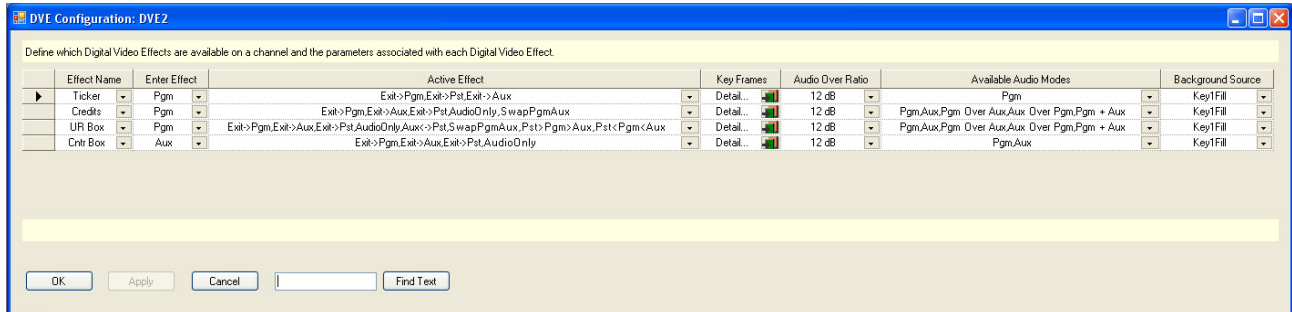 DVE Configuration: DVE2
Define which Digital Video Effects are available on a channel and the parameters associated with each Digital Video Effect.
Effect Name Enter Effect Active Effect Key Frames Audio Over Ratio Available Audio Modes Background Source
Ticker Pgm Exit->Pgm,Exit->Pst,Exit->Aux Detail... 12 dB Pgm Key1Fill
Credits Pgm Exit->Pgm,Exit->Aux,Exit->Pst,AudioOnly,SwapPgmAux Detail... 12 dB Pgm,Aux,Pgm Over Aux,Aux Over Pgm,Pgm + Aux Key1Fill
UR Box Pgm Exit->Pgm,Exit->Aux,Exit->Pst,AudioOnly,Aux<->Pst,SwapPgmAux,Pst>Pgm>Aux,Pst<Pgm<Aux Detail... 12 dB Pgm,Aux,Pgm Over Aux,Aux Over Pgm,Pgm + Aux Key1Fill
Cntr Box Aux Exit->Pgm,Exit->Aux,Exit->Pst,AudioOnly Detail... 12 dB Pgm,Aux Key1Fill
OK Apply Cancel Find Text